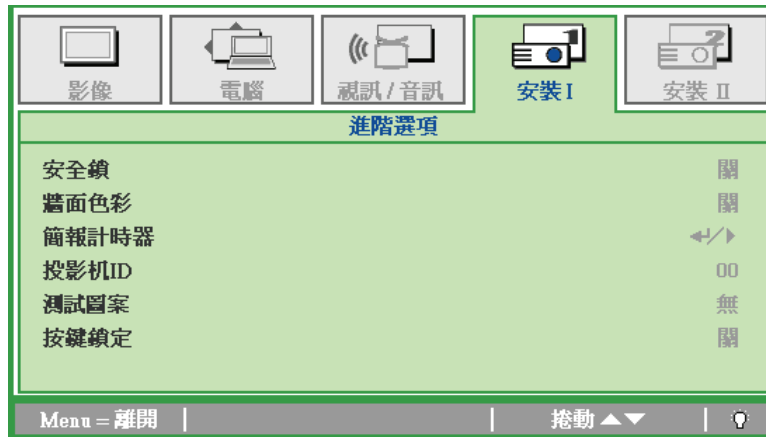 影像
電腦
視訊 / 音訊
安裝 I
安裝 II
進階選項
安全鎖 關
牆面色彩 關
簡報計時器
投影机ID 00
測試圖案 無
按鍵鎖定 關
Menu = 離開 捲動